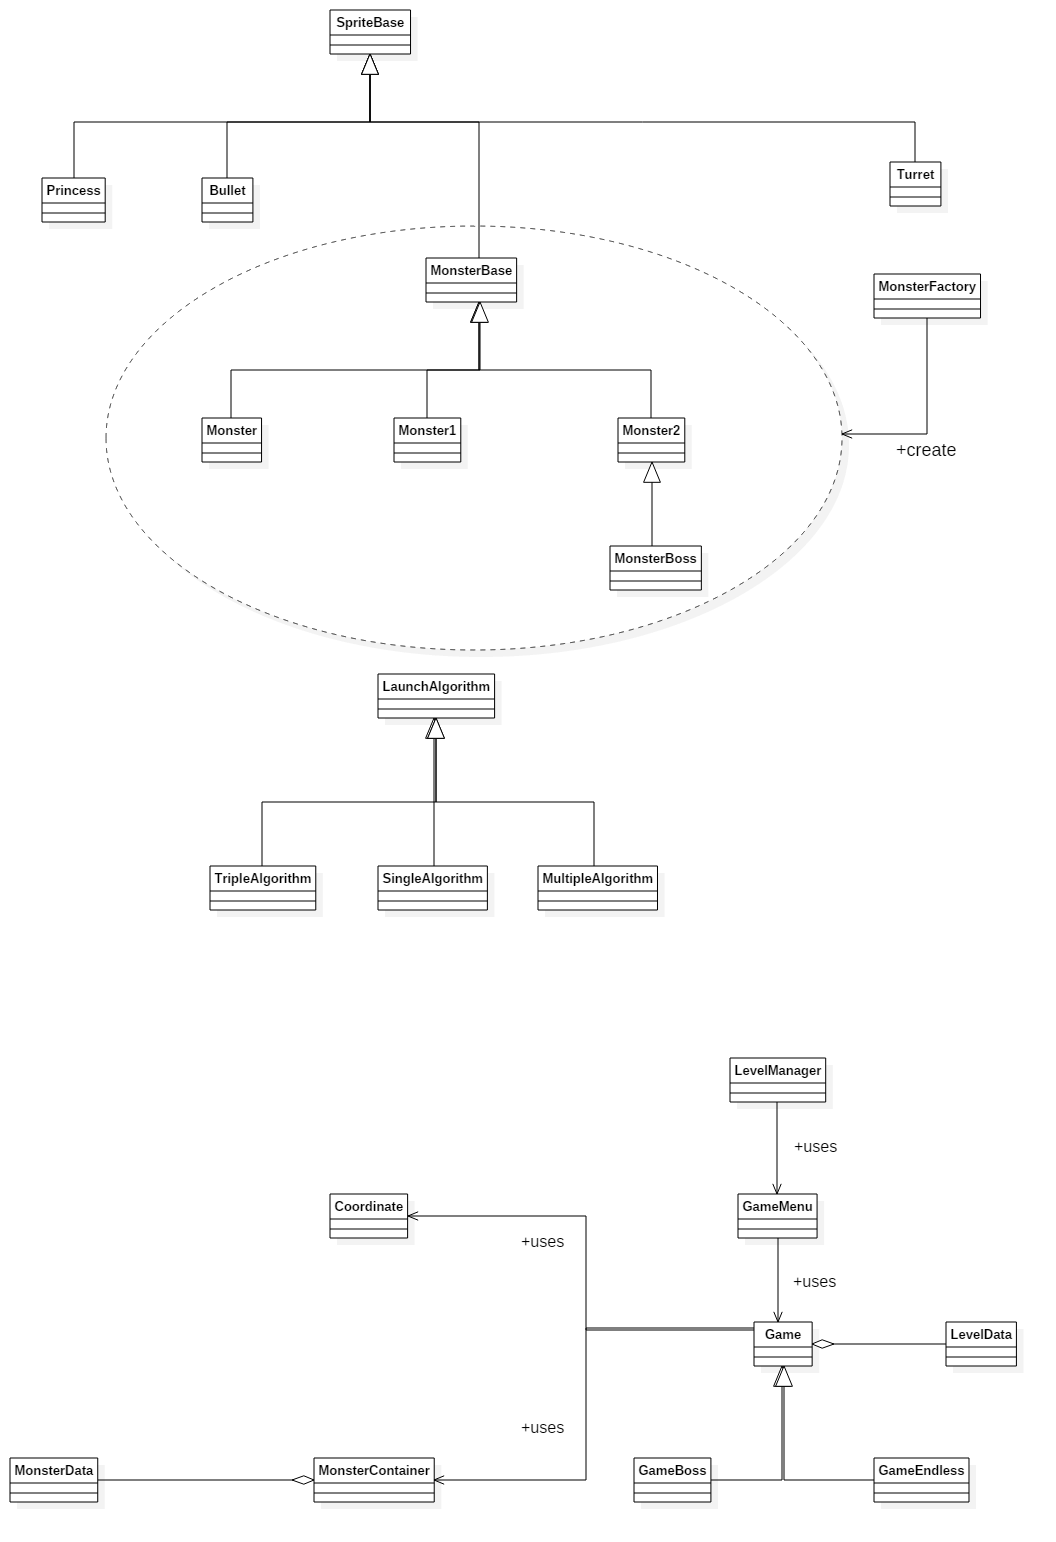 SpriteBase
Princess
Bullet
Turret
MonsterBase
MonsterFactory
Monster
Monster1
Monster2
+create
MonsterBoss
LaunchAlgorithm
TripleAlgorithm
SingleAlgorithm
MultipleAlgorithm
LevelManager
+uses
Coordinate
GameMenu
+uses
+uses
Game
LevelData
+uses
MonsterData
MonsterContainer
GameBoss
GameEndless